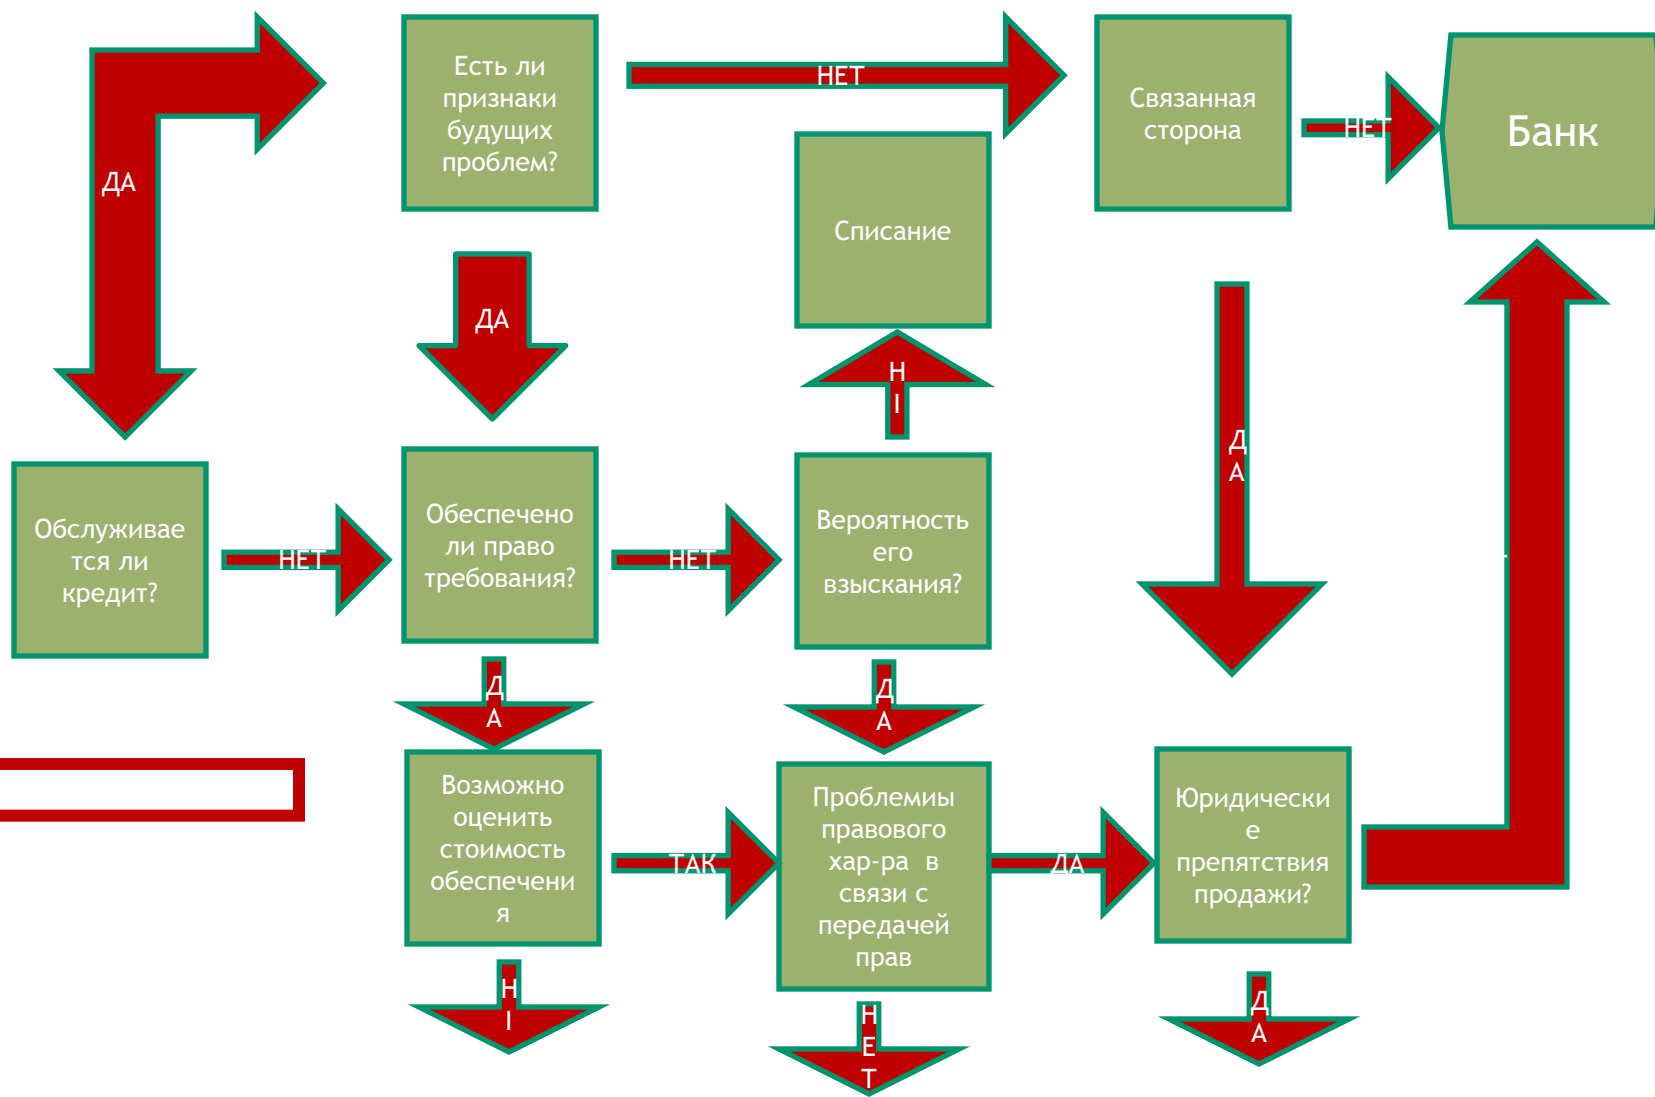 Есть ли
признаки
будущих
проблем?
НЕТ
Связанная
сторона
НЕТ
Банк
ДА
Списание
ДА
Н
І
Д
А
Обслуживае
тся ли
кредит?
НЕТ
Обеспечено
ли право
требования?
НЕТ
Вероятность
его
взыскания?
Д
А
Д
А
Возможно
оценить
стоимость
обеспечени
я
ТАК
Проблемиы
правового
хар-ра в
связи с
передачей
прав
ДА
Юридически
е
препятствия
продажи?
Н
І
Н
Е
Т
Д
А